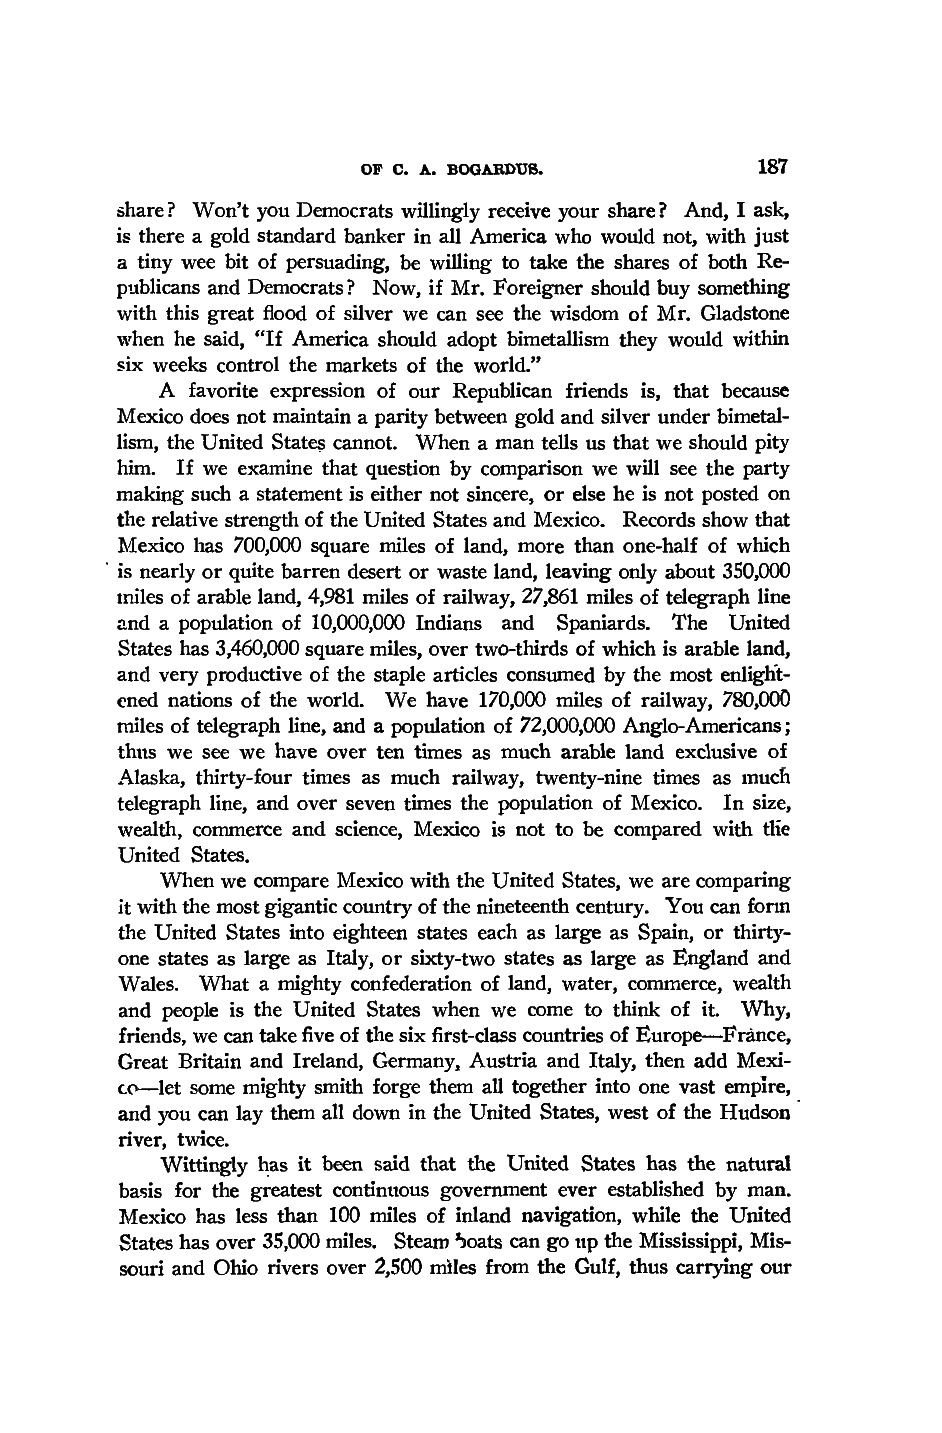 OF C. A. BOGARDUS. 187
share? Won't you Democrats willingly receive your share? And, I ask,
is there a gold standard banker in all America who would not, with just
a tiny wee bit of persuading, be willing to take the shares of both Re-
publicans and Democrats? Now, if Mr. Foreigner should buy something
with this great flood of silver we can see the wisdom of Mr. Gladstone
when he said, "If America should adopt bimetallism they would within
six weeks control the markets of the world."
A favorite expression of our Republican friends is, that because
Mexico does not maintain a parity between gold and silver under bimetal-
lism, the United States cannot. When a man tells us that we should pity
him. If we examine that question by comparison we will see the party
making such a statement is either not sincere, or else he is not posted on
the relative strength of the United States and Mexico. Records show that
Mexico has 700,000 square miles of land, more than one-half of which
is nearly or quite barren desert or waste land, leaving only about 350,000
miles of arable land, 4,981 miles of railway, 27,861 miles of telegraph line
and a population of 10,000,000 Indians and Spaniards. The United
States has 3,460,000 square miles, over two-thirds of which is arable land,
and very productive of the staple articles consumed by the most enlight-
ened nations of the world. We have 170,000 miles of railway, 780,000
miles of telegraph line, and a population of 72,000,000 Anglo-Americans;
thus we see we have over ten times as much arable land exclusive of
Alaska, thirty-four times as much railway, twenty-nine times as much
telegraph line, and over seven times the population of Mexico. In size,
wealth, commerce and science, Mexico is not to be compared with the
United States.
When we compare Mexico with the United States, we are comparing
it with the most gigantic country of the nineteenth century. You can form
the United States into eighteen states each as large as Spain, or thirty-
one states as large as Italy, or sixty-two states as large as England and
Wales. What a mighty confederation of land, water, commerce, wealth
and people is the United States when we come to think of it. Why,
friends, we can take five of the six first-class countries of Europe—France,
Great Britain and Ireland, Germany, Austria and Italy, then add Mexi-
co—let some mighty smith forge them all together into one vast empire,
and you can lay them all down in the United States, west of the Hudson
river, twice.
Wittingly has it been said that the United States has the natural
basis for the greatest continuous government ever established by man.
Mexico has less than 100 miles of inland navigation, while the United
States has over 35,000 miles. Steam boats can go up the Mississippi, Mis-
souri and Ohio rivers over 2,500 miles from the Gulf, thus carrying our